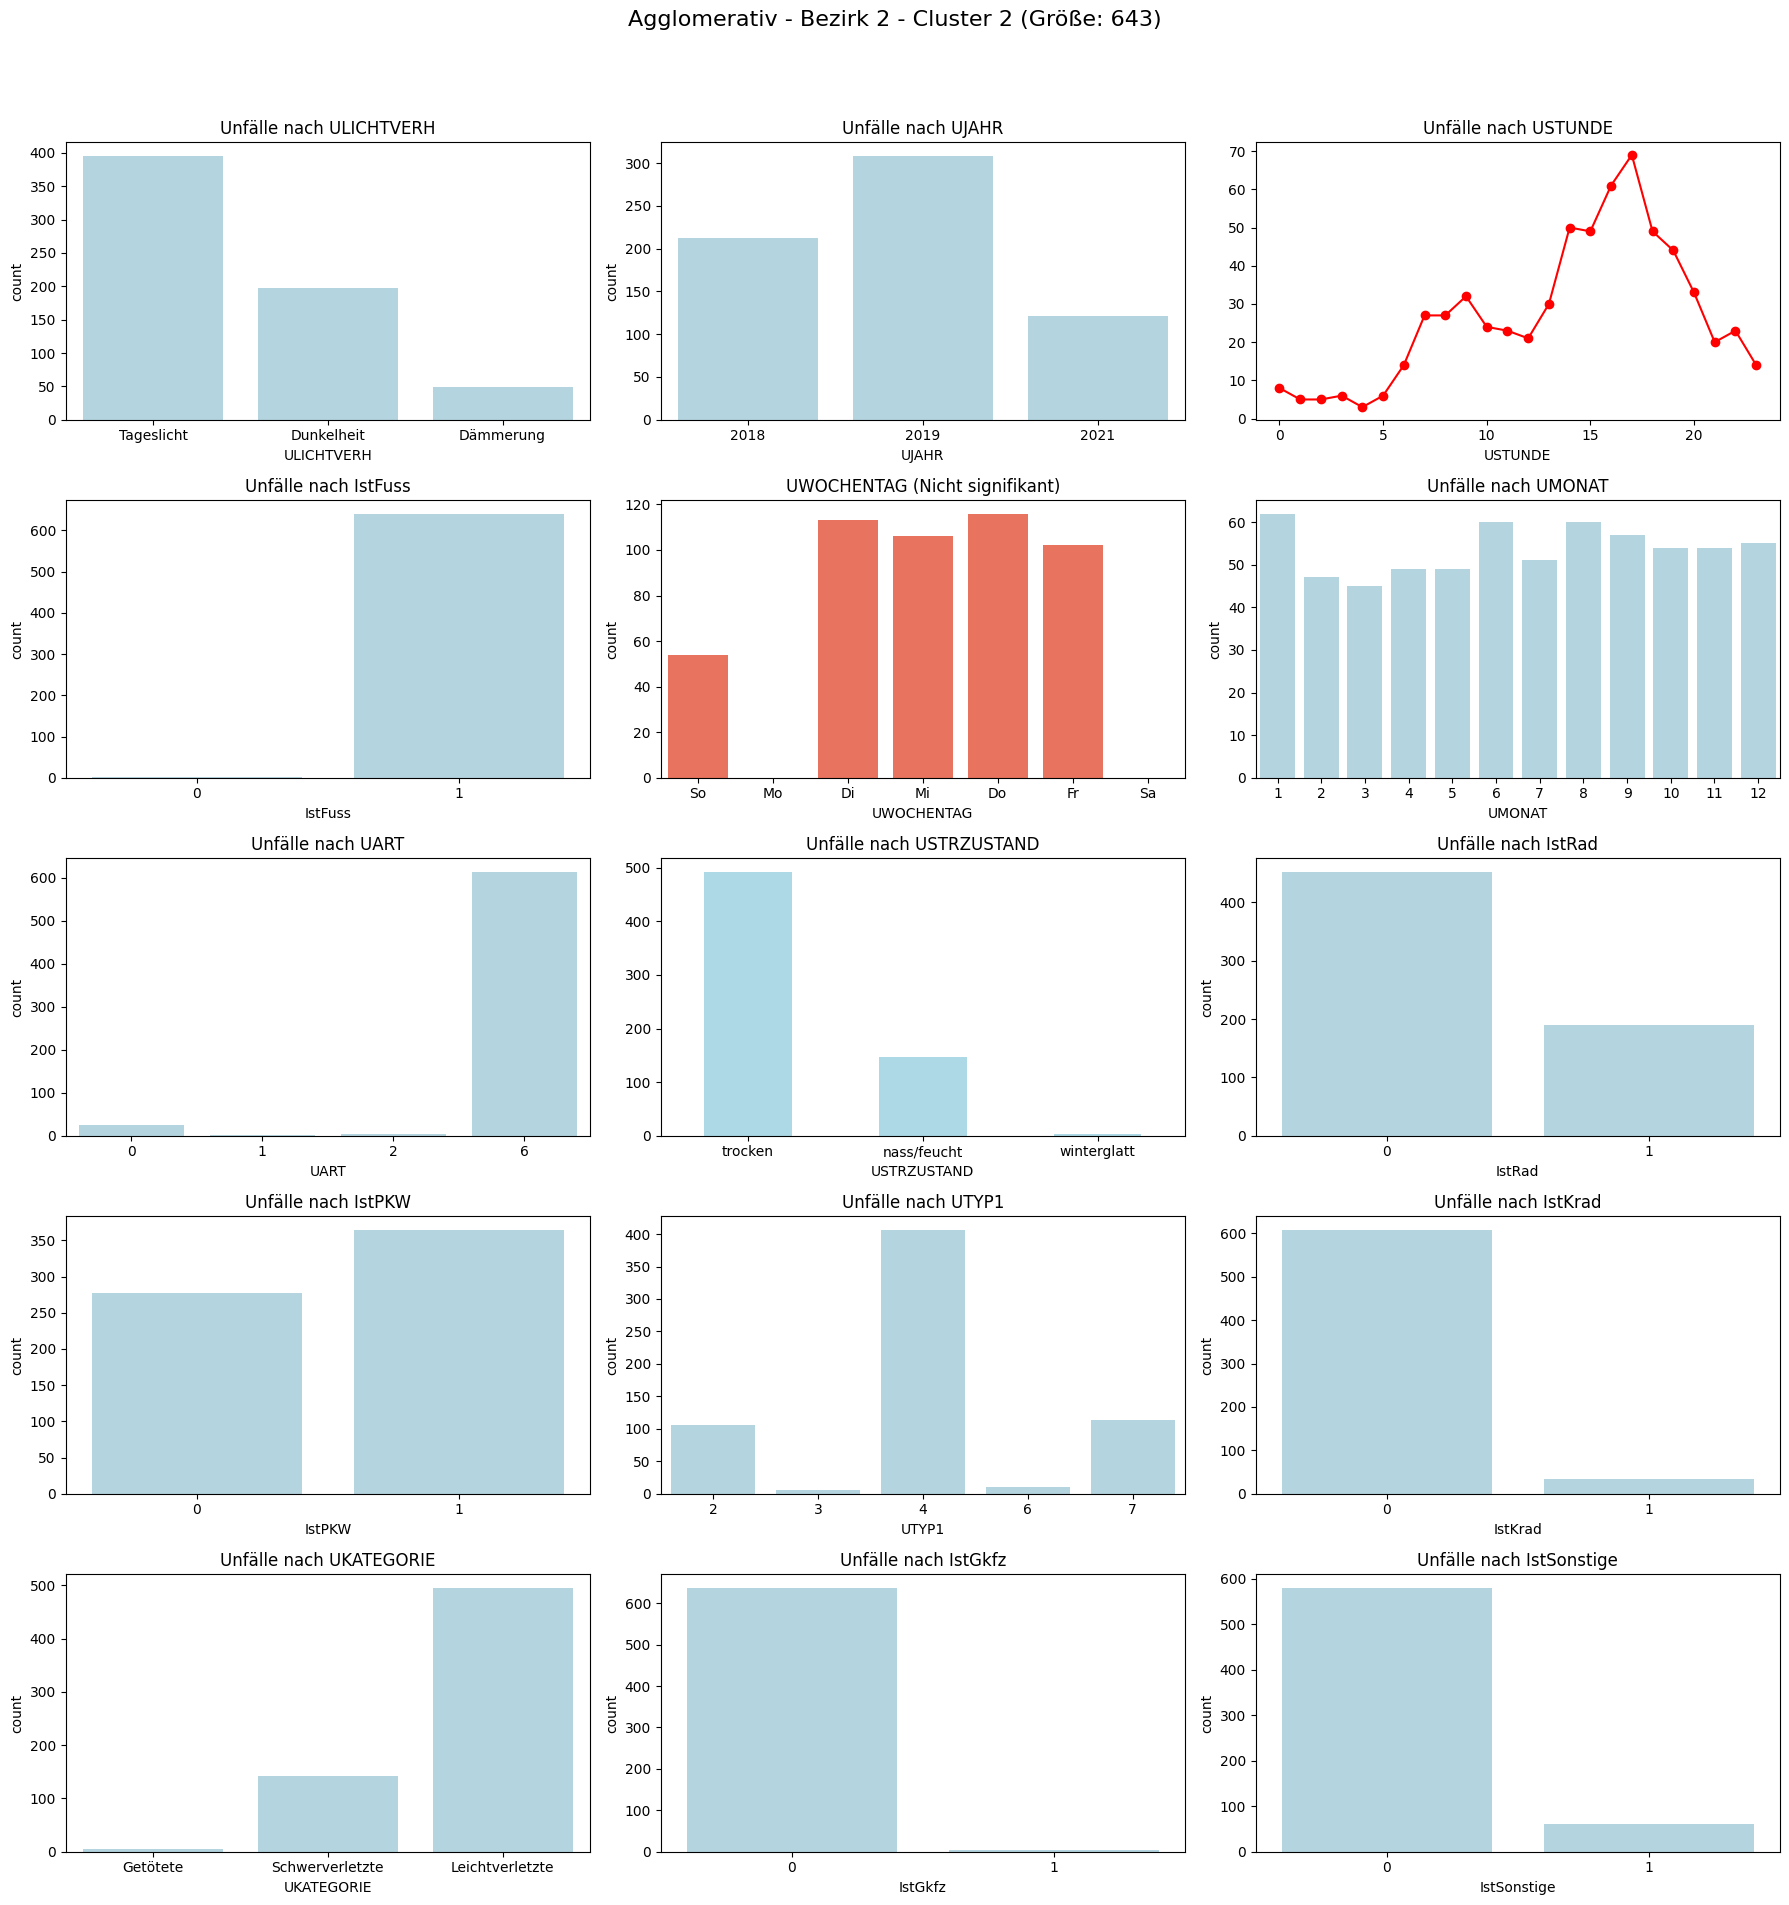 Agglomerativ - Bezirk 2 - Cluster 2 (Größe: 643)
Unfälle nach ULICHTVERH
400
350
300
250
200
150
100
50
0
count
Tageslicht Dunkelheit Dämmerung
ULICHTVERH
Unfälle nach UJAHR
300
250
200
150
100
50
0
count
2018 2019 2021
UJAHR
Unfälle nach USTUNDE
70
60
50
40
30
20
10
0
0 5 10 15 20
USTUNDE
Unfälle nach IstFuss
600
500
400
300
200
100
0
count
0 1
IstFuss
UWOCHENTAG (Nicht signifikant)
120
100
80
60
40
20
0
count
So Mo Di Mi Do Fr Sa
UWOCHENTAG
Unfälle nach UMONAT
60
50
40
30
20
10
0
count
1 2 3 4 5 6 7 8 9 10 11 12
UMONAT
Unfälle nach UART
600
500
400
300
200
100
0
count
0 1 2 6
UART
Unfälle nach USTRZUSTAND
500
400
300
200
100
0
trocken nass/feucht winterglatt
USTRZUSTAND
Unfälle nach IstRad
400
300
200
100
0
count
0 1
IstRad
Unfälle nach IstPKW
350
300
250
200
150
100
50
0
count
0 1
IstPKW
Unfälle nach UTYP1
400
350
300
250
200
150
100
50
0
count
2 3 4 6 7
UTYP1
Unfälle nach IstKrad
600
500
400
300
200
100
0
count
0 1
IstKrad
Unfälle nach UKATEGORIE
500
400
300
200
100
0
count
Getötete Schwerverletzte Leichtverletzte
UKATEGORIE
Unfälle nach IstGkfz
600
500
400
300
200
100
0
count
0 1
IstGkfz
Unfälle nach IstSonstige
600
500
400
300
200
100
0
count
0 1
IstSonstige